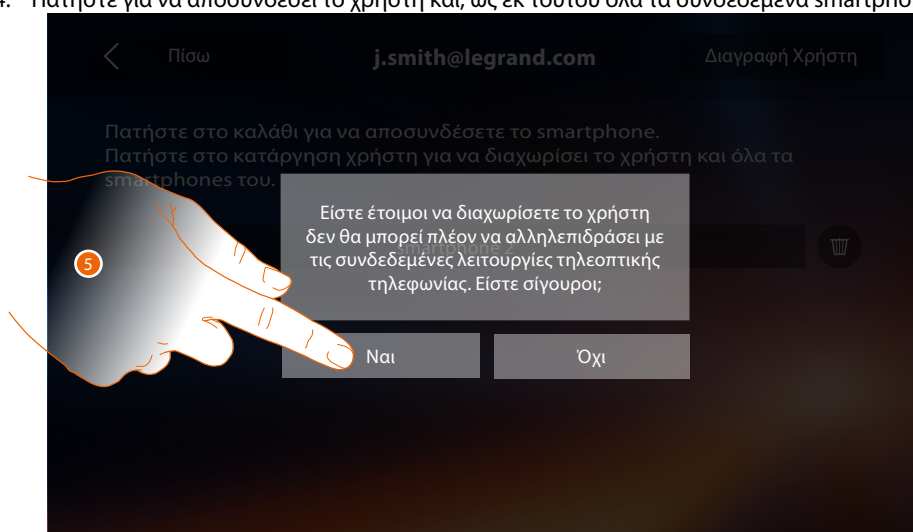 4. Πατήστε για να αποσυνδέσει το χρήστη και, ως εκ τούτου όλα τα συνδεδεμένα smartpho
Πίσω j.smith@legrand.com Διαγραφή Χρήστη
Πατήστε στο καλάθι για να αποσυνδέσετε το smartphone.
Πατήστε στο κατάργηση χρήστη για να διαχωρίσει το χρήστη και όλα τα
smartphones του.
Είστε έτοιμοι να διαχωρίσετε το χρήστη
δεν θα μπορεί πλέον να αλληλεπιδράσει με
smartphone 2
τις συνδεδεμένες λειτουργίες τηλεοπτικής
τηλεφωνίας. Είστε σίγουροι;
5
Ναι Όχι